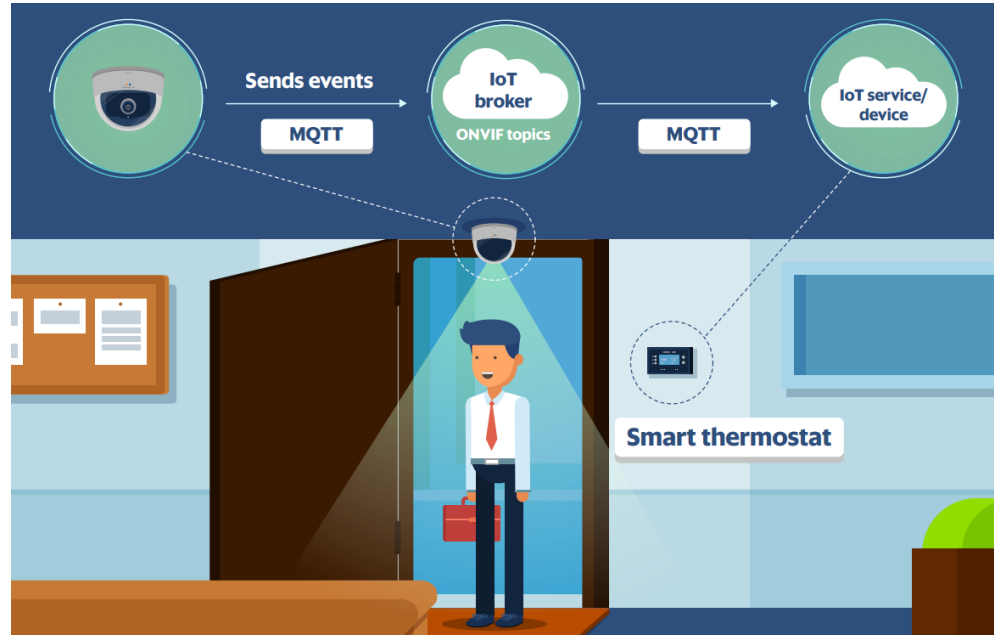 Sends events
MQTT
IoT
broker
ONVIF topics
MQTT
IoT service/
device
Smart thermostat